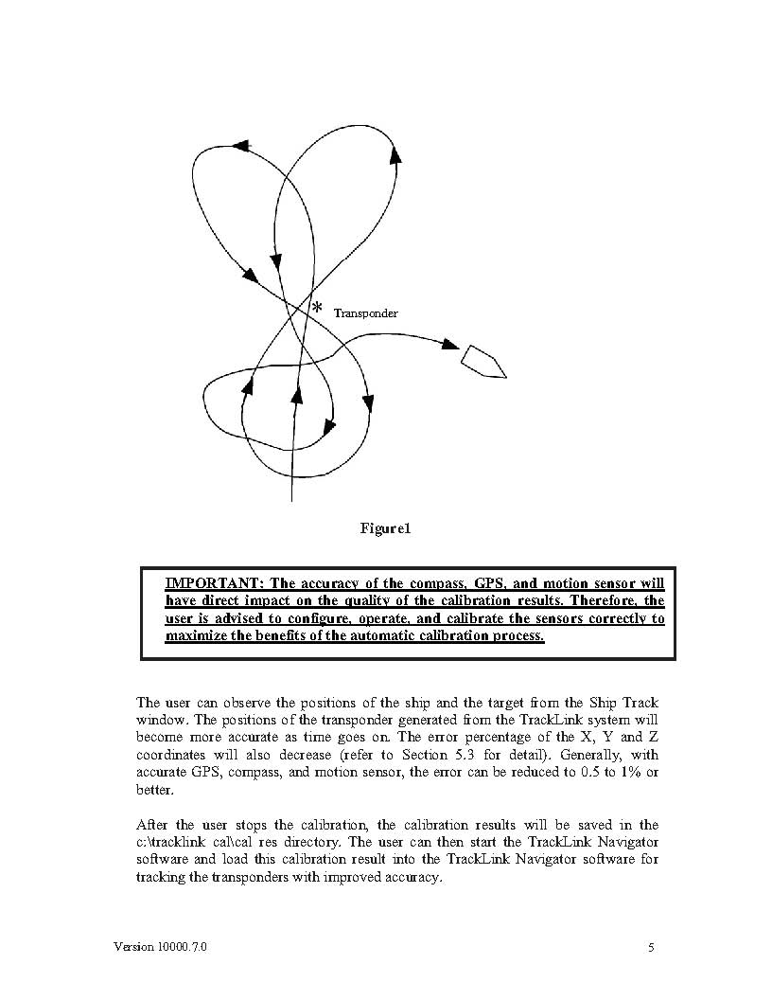 * Transponder
Figure1
IMPORTANT: The accuracy of the compass, GPS, and motion sensor will
have direct impact on the quality of the calibration results. Therefore, the
user is advised to configure, operate, and calibrate the sensors correctly to
maximize the benefits of the automatic calibration process.
The user can observe the positions of the ship and the target from the Ship Track
window. The positions of the transponder generated from the TrackLink system will
become more accurate as time goes on. The error percentage of the X, Y and Z
coordinates will also decrease (refer to Section 5.3 for detail). Generally, with
accurate GPS, compass, and motion sensor, the error can be reduced to 0.5 to 1% or
better.
After the user stops the calibration, the calibration results will be saved in the
c:\tracklink cal\cal res directory. The user can then start the TrackLink Navigator
software and load this calibration result into the TrackLink Navigator software for
tracking the transponders with improved accuracy.
Version 10000.7.0 5